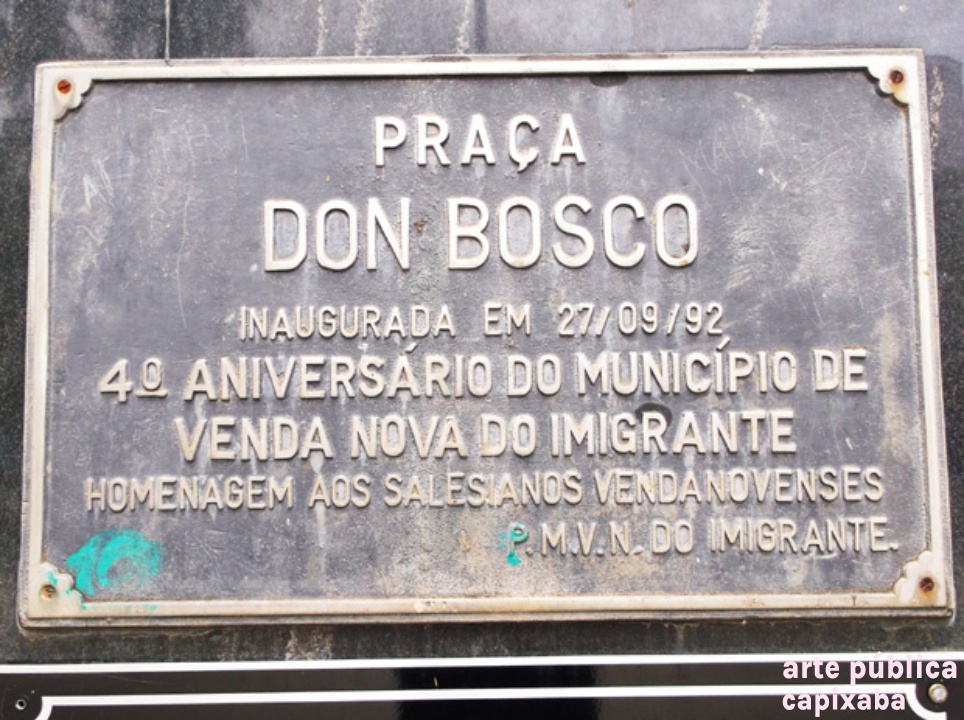 PRAÇA
DON BOSCO
INAUGURADA EM 27/09/92
4º ANIVERSÁRIO DO MUNICÍPIO DE
VENDA NOVA DO IMIGRANTE
HOMENAGEM AOS SALESIANOS VENDANOVENSES
P. M.V.N. DO IMIGRANTE.
arte pública
capixaba